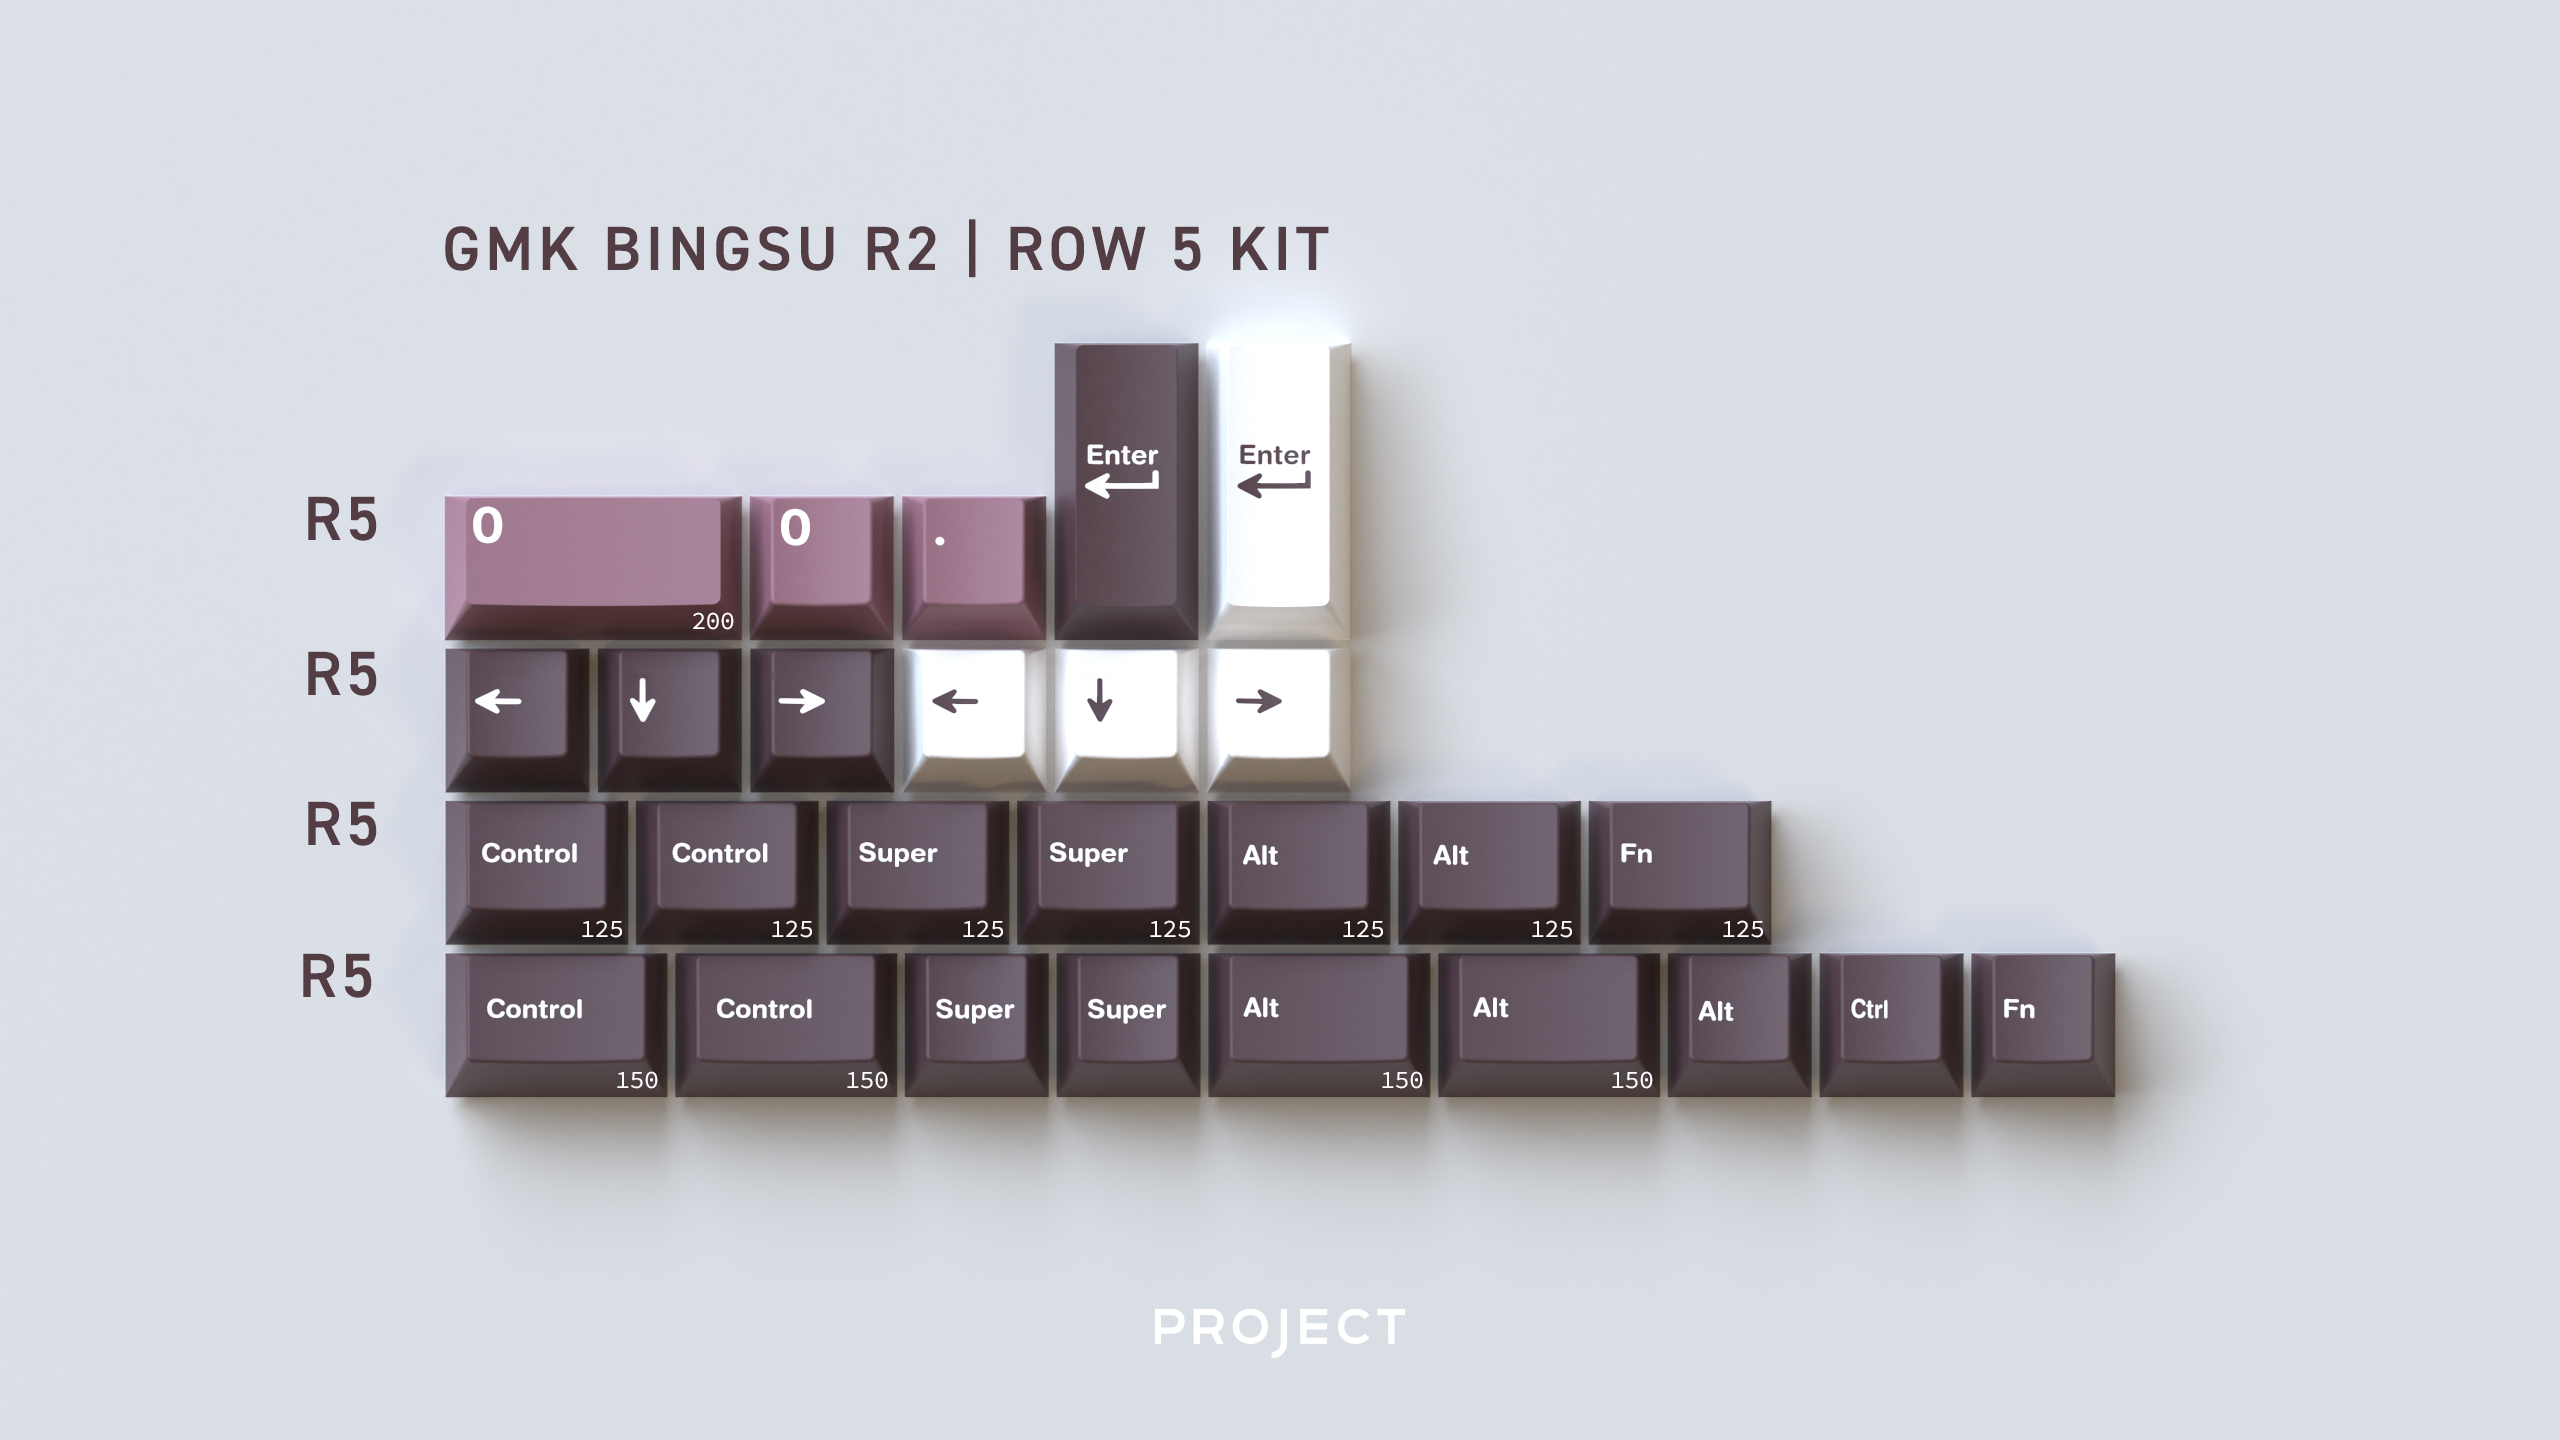 GMK BINGSU R2 | ROW 5 KIT
Enter Enter
R5 0 0 .
200
R5 ← ↓ → ← ↓ →
R5 Control Control Super Super Alt Alt Fn
125 125 125 125 125 125 125
R5 Control Control Super Super Alt Alt Alt Ctrl Fn
150 150 150 150
PROJECT